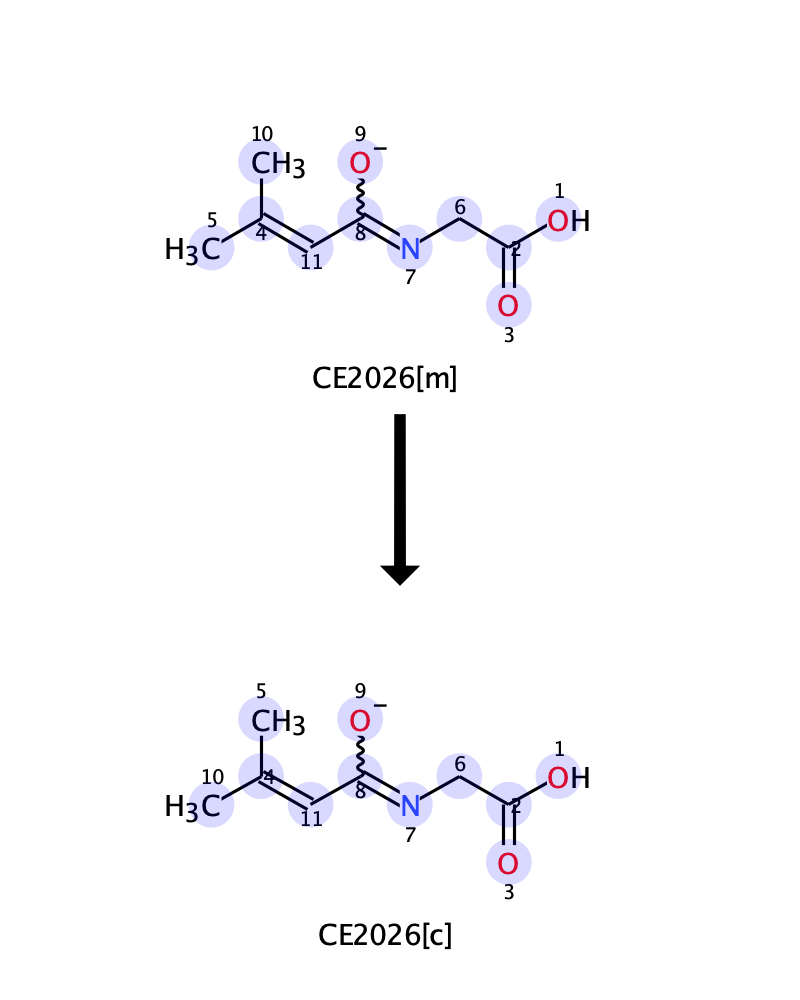 10 9
CH3 O−
1
5 6 OH
H3C 4 8 2
11 N
7 O
3
CE2026[m]
5 9
CH3 O−
1
10 4 6 OH
H3C 8 2
11 N
7 O
3
CE2026[c]